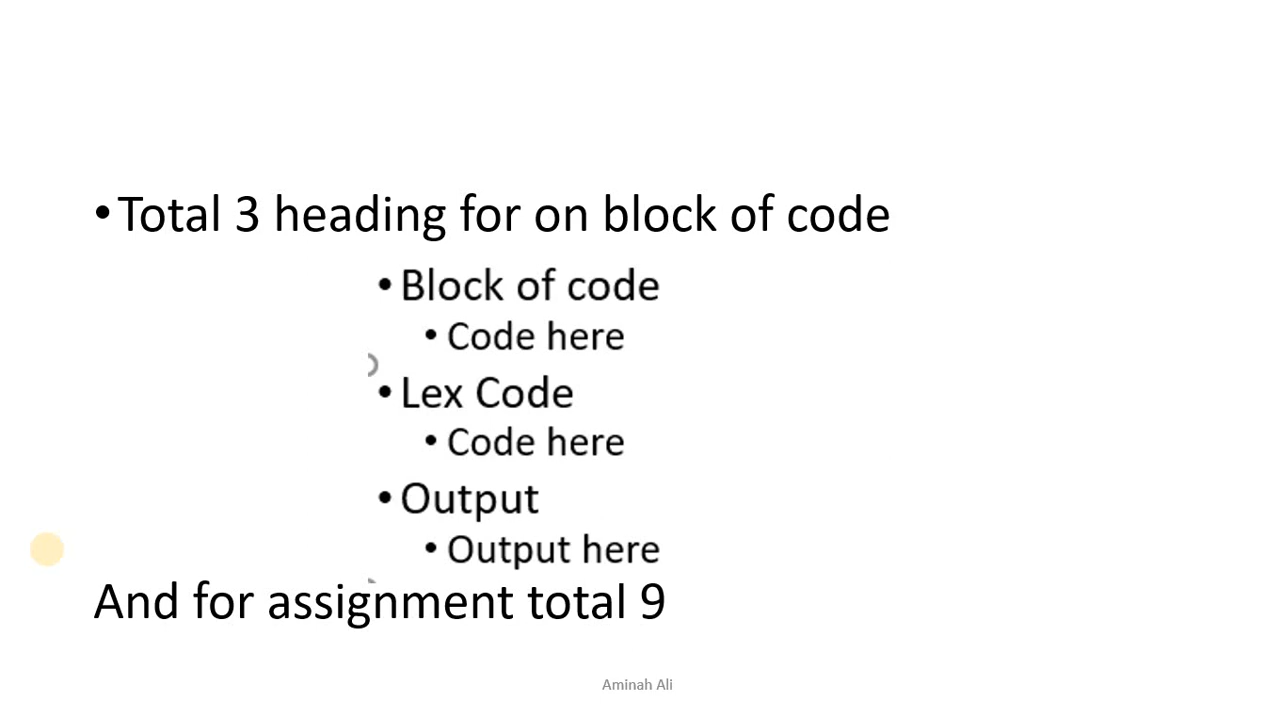 •Total 3 heading for on block of code
• Block of code
• Code here
• Lex Code
• Code here
• Output
• Output here
And for assignment total 9
Aminah Ali